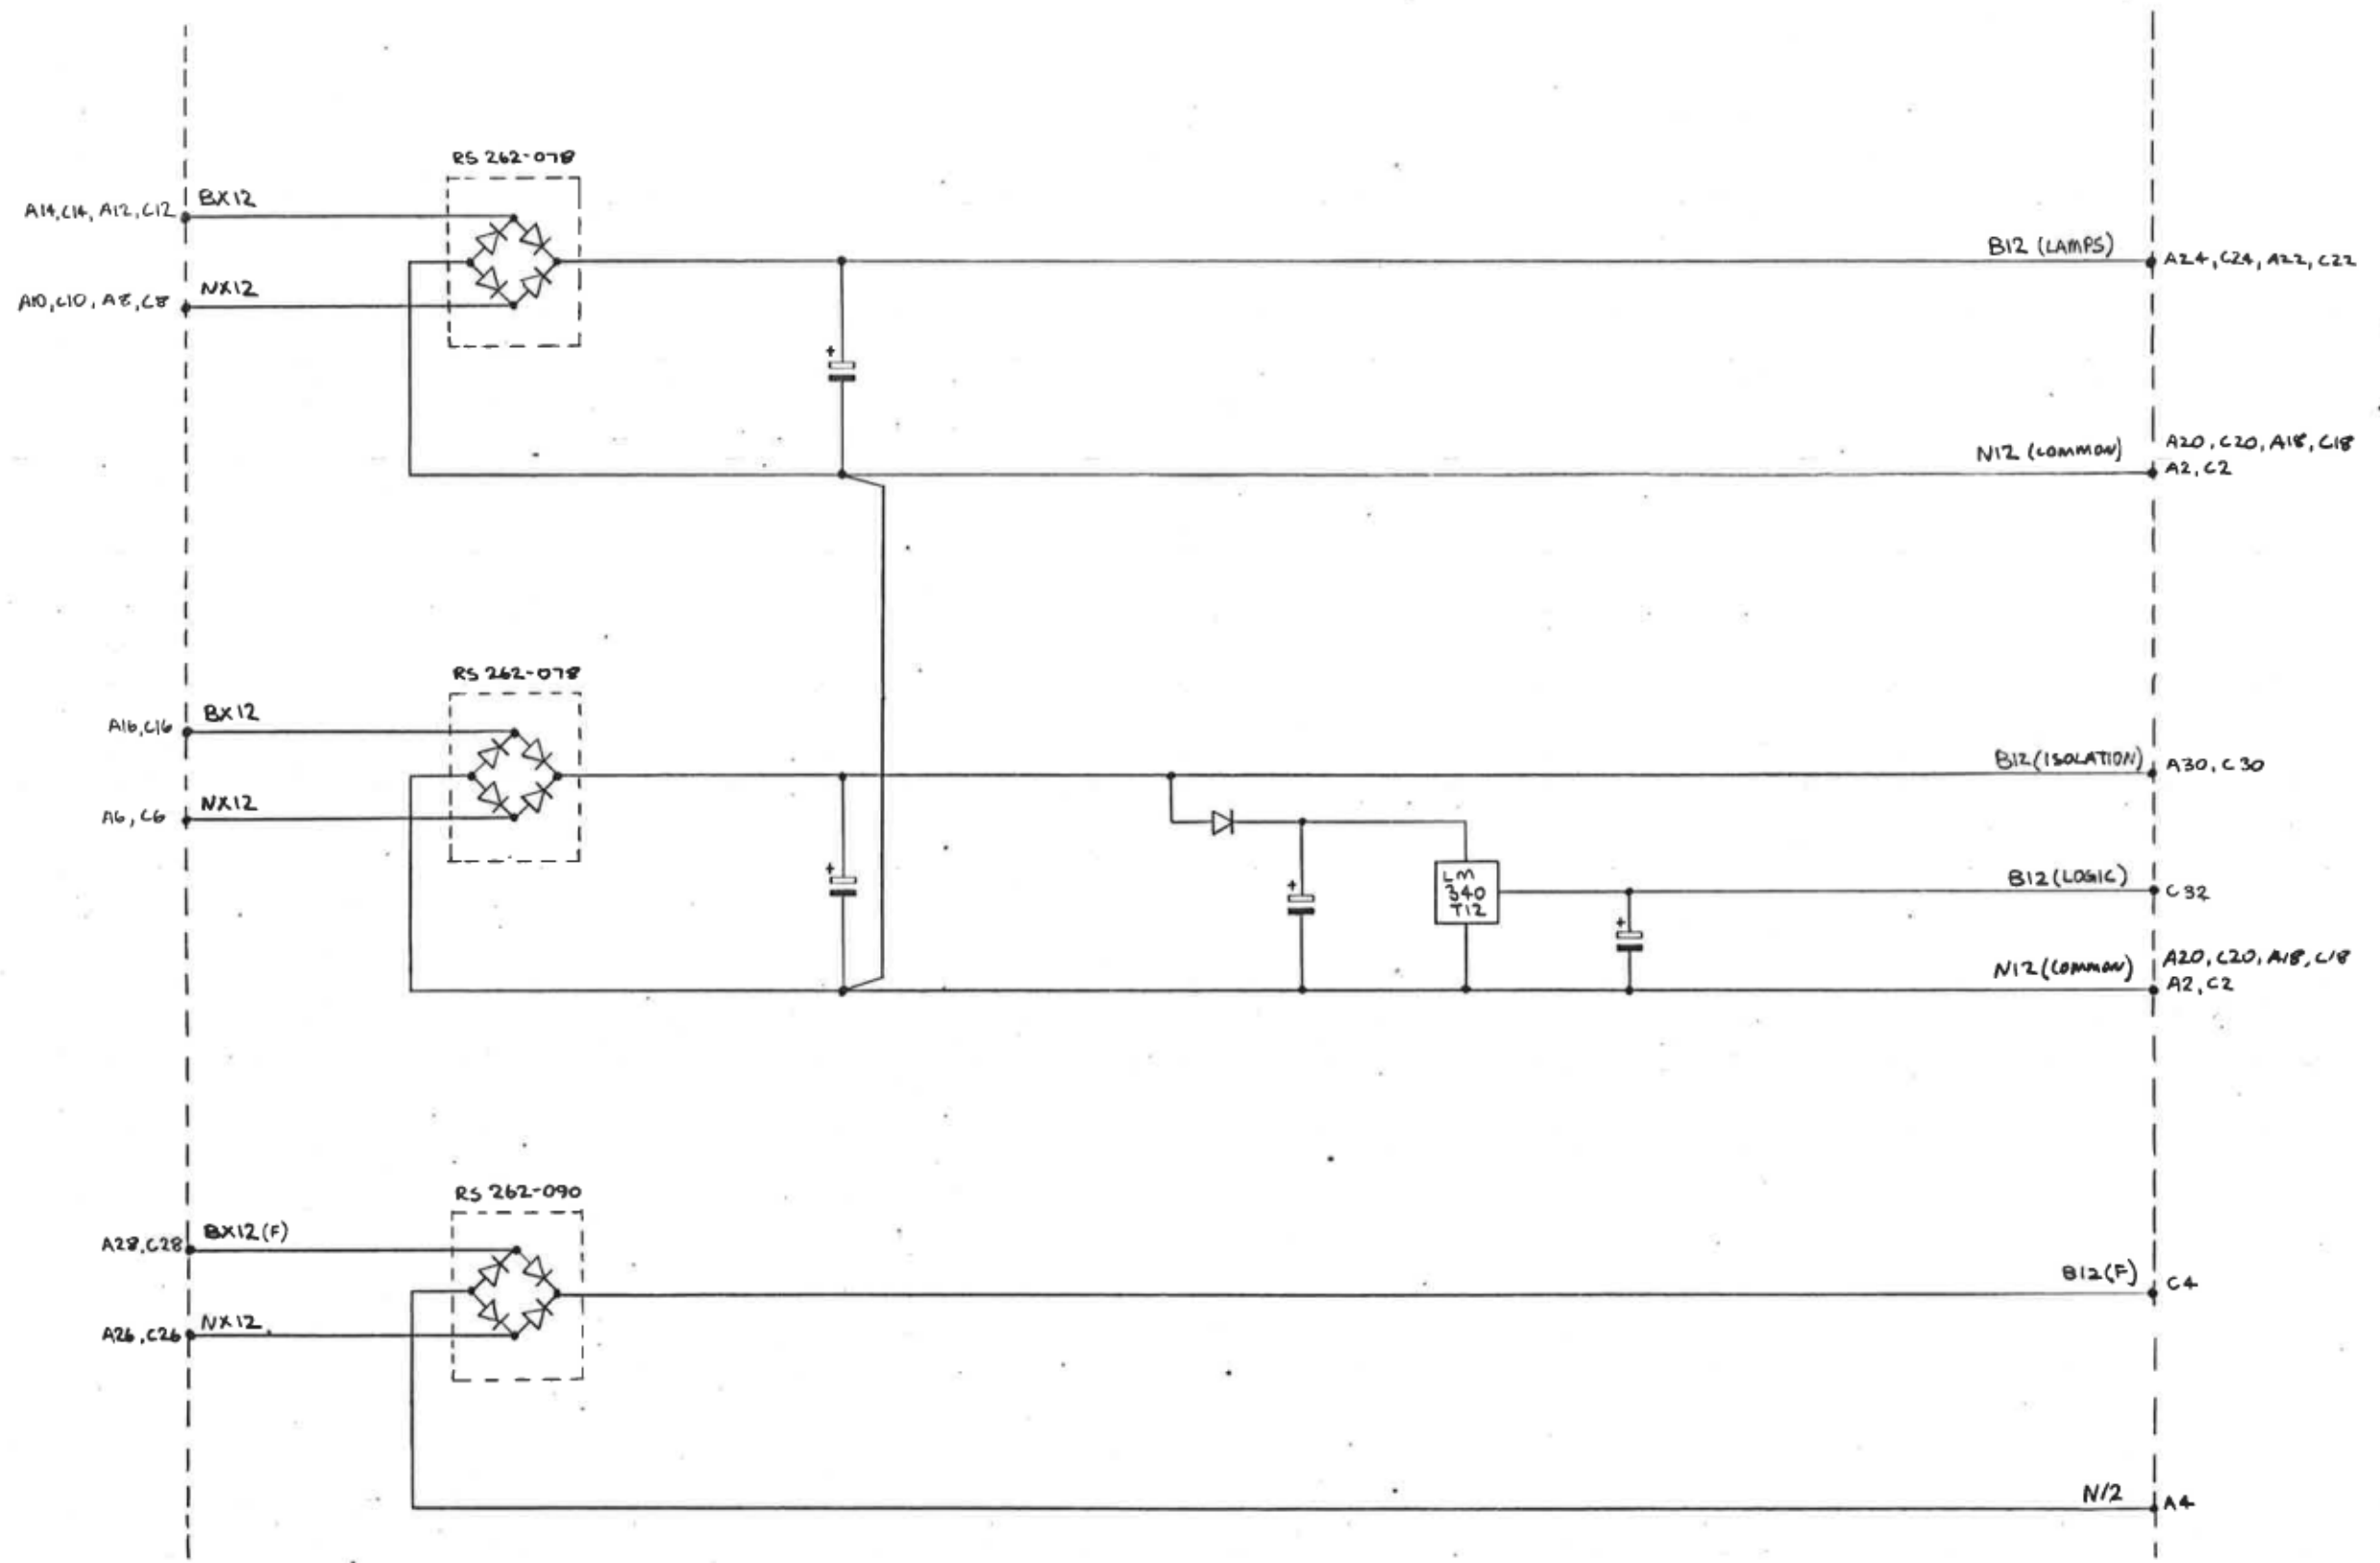 RS 262-078
BX12
A14, C14, A12, C12
NX12
A10, C10, A8, C8
+
B12 (LAMPS)
A24, C24, A22, C22
N12 (COMMON)
A20, C20, A18, C18
A2, C2
RS 262-078
BX12
A16, C16
NX12
A6, C6
+
B12 (ISOLATION)
A30, C30
+
LM
340
T12
B12 (LOGIC)
C32
+
N12 (COMMON)
A20, C20, A18, C18
A2, C2
RS 262-090
BX12 (F)
A28, C28
NX12
A26, C26
B12 (F)
C4
N12
A4